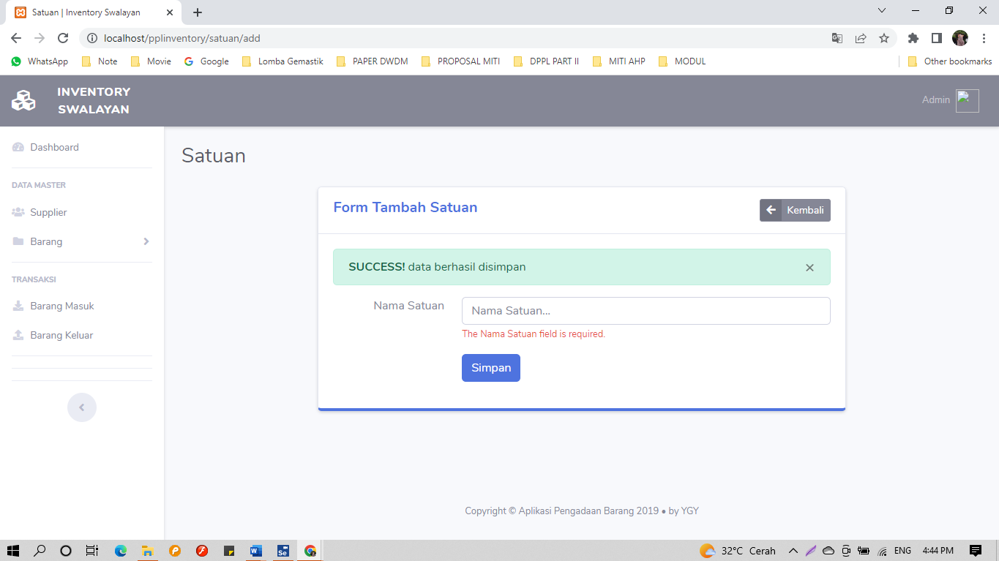 Satuan | Inventory Swalayan
localhost/pplinventory/satuan/add
WhatsApp Note Movie Google Lomba Gemastik PAPER DWDM PROPOSAL MITI DPPL PART II MITI AHP MODUL Other bookmarks
INVENTORY
SWALAYAN
Admin
Dashboard
DATA MASTER
Supplier
Barang
TRANSAKSI
Barang Masuk
Barang Keluar
Satuan
Form Tambah Satuan
Kembali
SUCCESS! data berhasil disimpan
Nama Satuan
Nama Satuan...
The Nama Satuan field is required.
Simpan
Copyright © Aplikasi Pengadaan Barang 2019 • by YGY
32°C Cerah ENG 4:44 PM